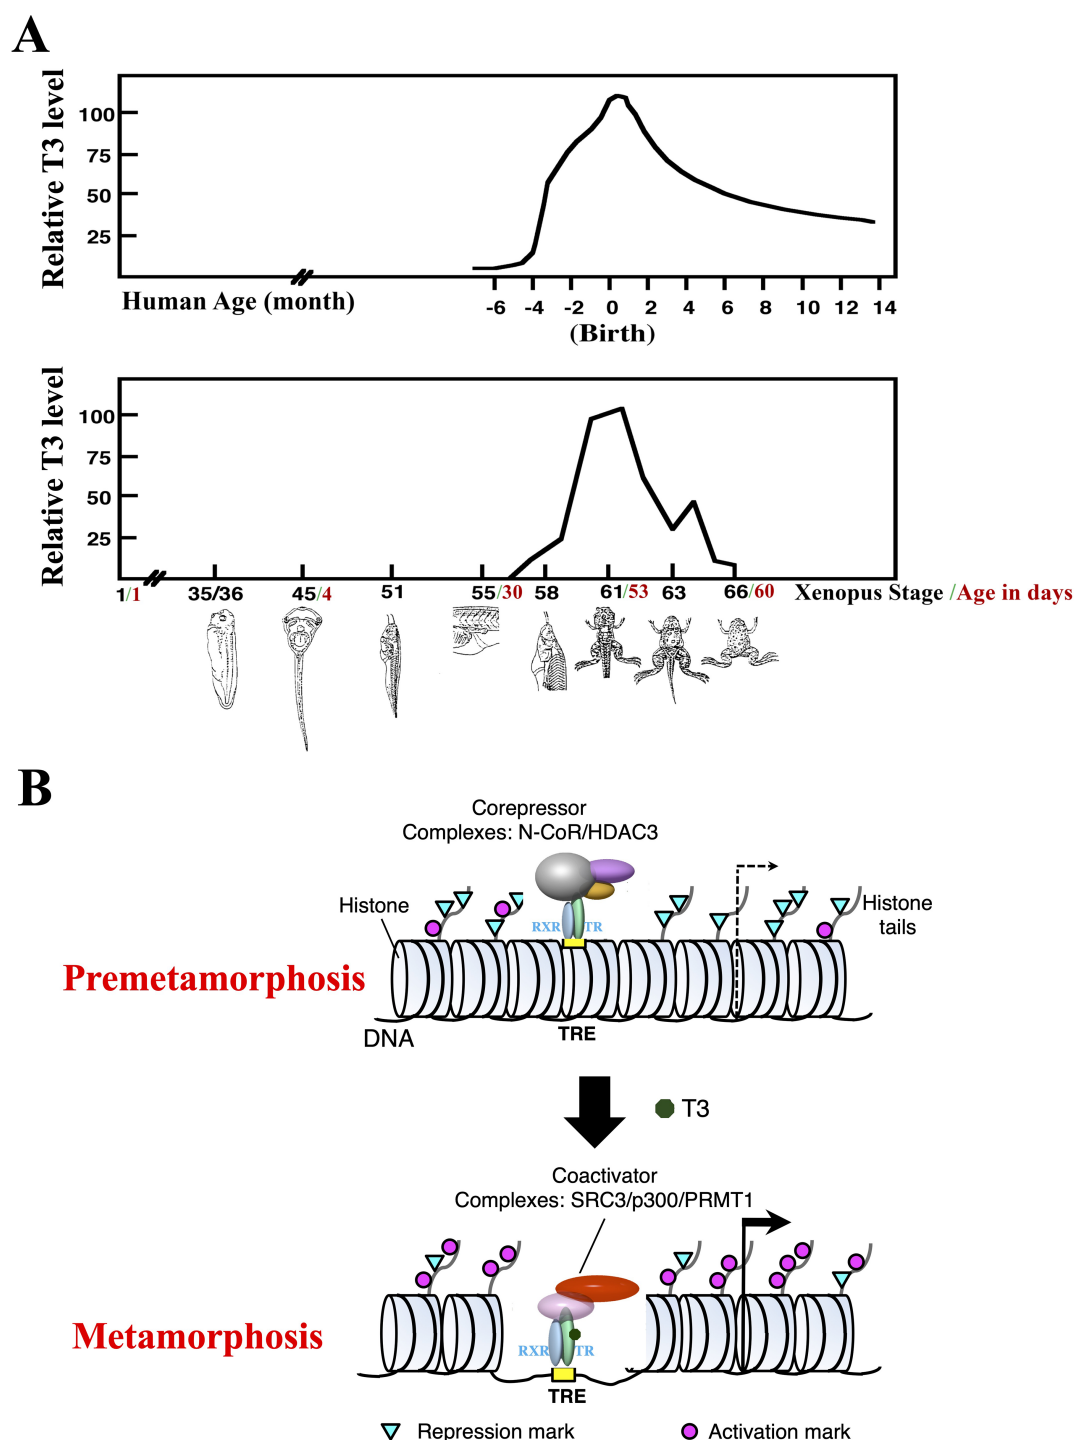 A
Relative T3 level
100
75
50
25
Human Age (month)
-6 -4 -2 0 2 4 6 8 10 12 14
(Birth)
Relative T3 level
100
75
50
25
1/1 35/36 45/4 51 55/30 58 61/53 63 66/60 Xenopus Stage /Age in days
B
Corepressor
Complexes: N-CoR/HDAC3
Histone
RXR TR
Histone
tails
Premetamorphosis
DNA
TRE
T3
Coactivator
Complexes: SRC3/p300/PRMT1
Metamorphosis
RXR TR
TRE
Repression mark
Activation mark